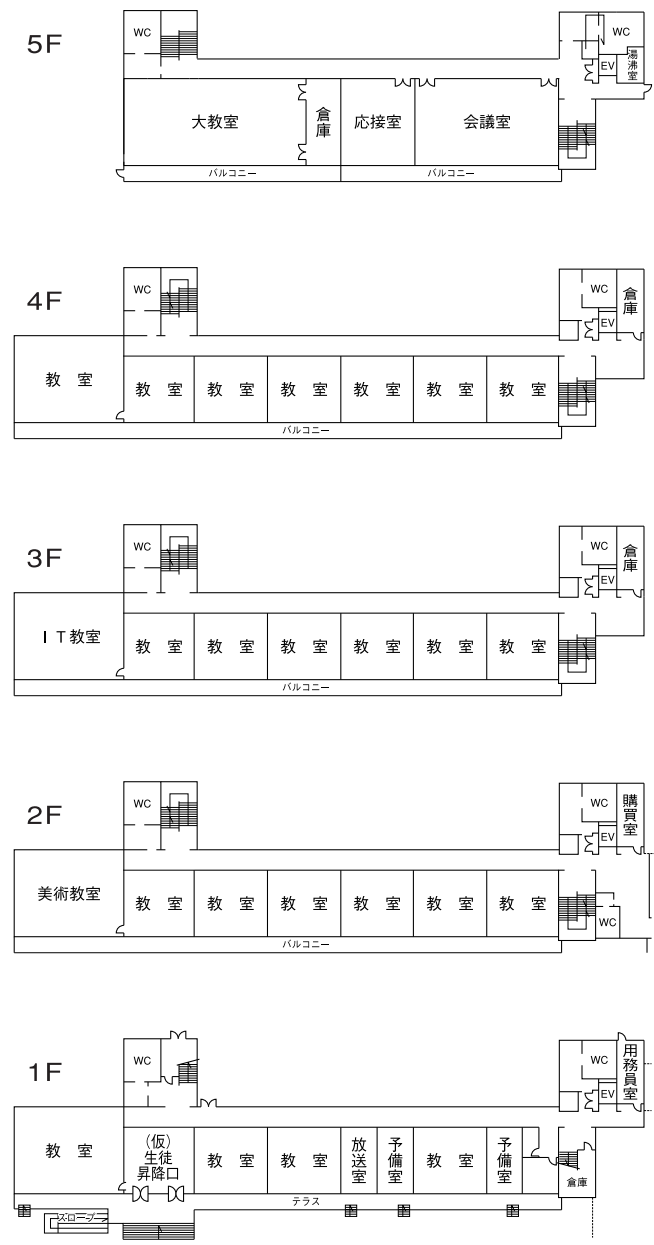 5F
WC
WC
EV
湯沸室
大教室
倉庫
応接室
会議室
バルコニー
バルコニー
4F
WC
WC
EV
倉庫
教 室
教 室
教 室
教 室
教 室
教 室
教 室
バルコニー
3F
WC
WC
EV
倉庫
IT教室
教 室
教 室
教 室
教 室
教 室
教 室
バルコニー
2F
WC
WC
EV
購買室
美術教室
教 室
教 室
教 室
教 室
教 室
教 室
WC
バルコニー
1F
WC
WC
EV
用務員室
教 室
(仮)
生徒
昇降口
教 室
教 室
放送室
予備室
教 室
予備室
倉庫
テラス
スロープ